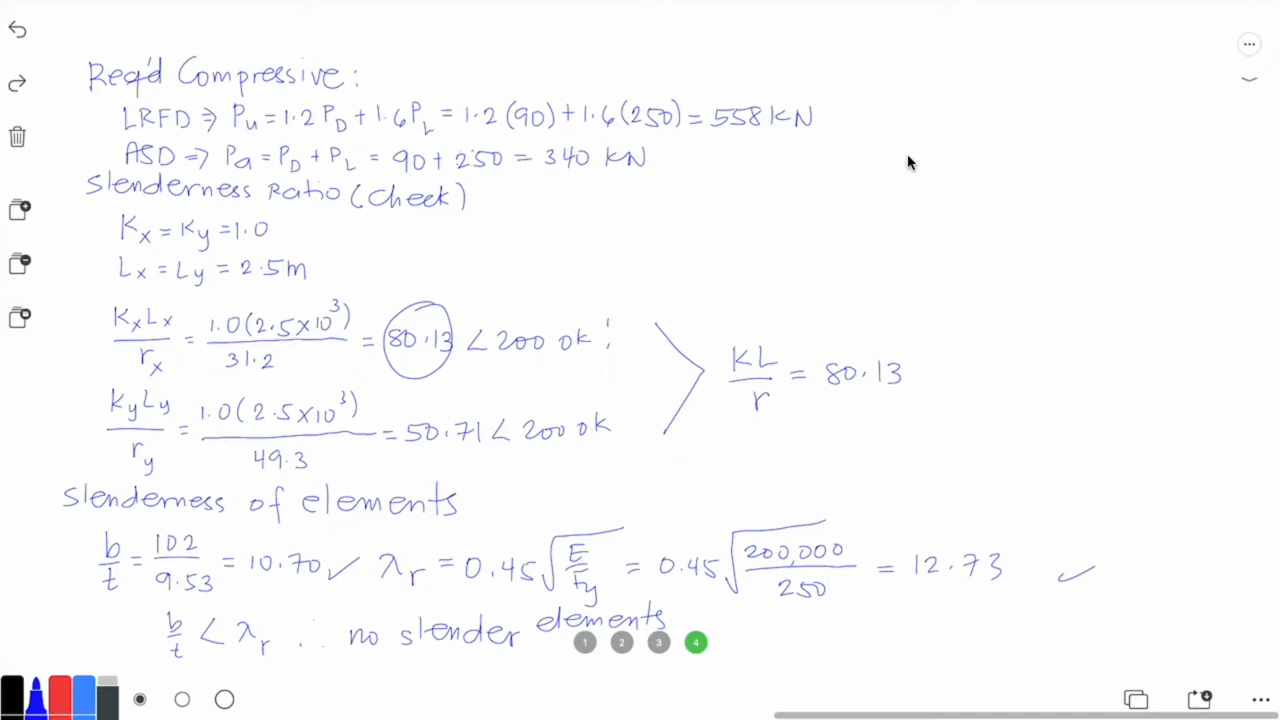 Req'd Compressive:
LRFD ⇒ Pu = 1.2 PD + 1.6 PL = 1.2 (90) + 1.6 (250) = 558 KN
ASD ⇒ Pa = PD + PL = 90 + 250 = 340 KN
Slenderness Ratio (Check)
Kx = Ky = 1.0
Lx = Ly = 2.5m
KxLx/rx = 1.0(2.5x10³)/31.2 = 80.13 < 200 ok!
KL/r = 80.13
KyLy/ry = 1.0(2.5x10³)/49.3 = 50.71 < 200 ok
Slenderness of elements
b/t = 102/9.53 = 10.70 ✓ λr = 0.45 √(E/Fy) = 0.45 √(200,000/250) = 12.73 ✓
b/t < λr ∴ no slender elements
1 2 3 4